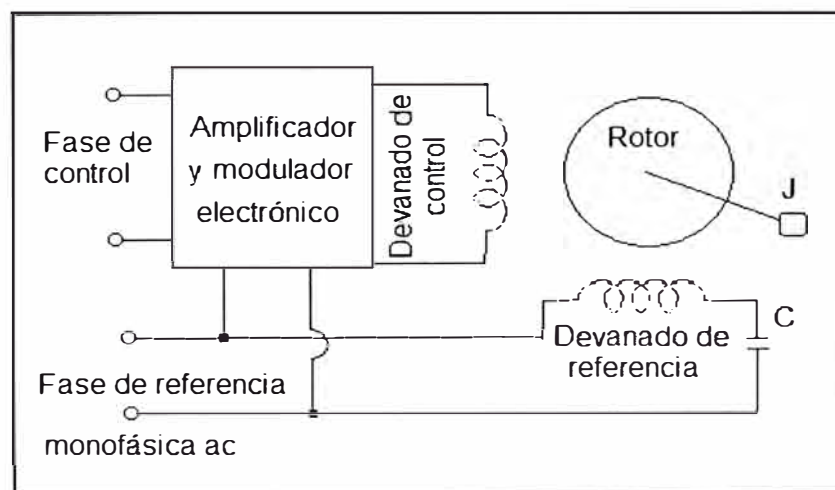 Fase de
control
Amplificador
y modulador
electrónico
Devanado de
control
Rotor
J
Devanado de
referencia
C
Fase de referencia
monofásica ac